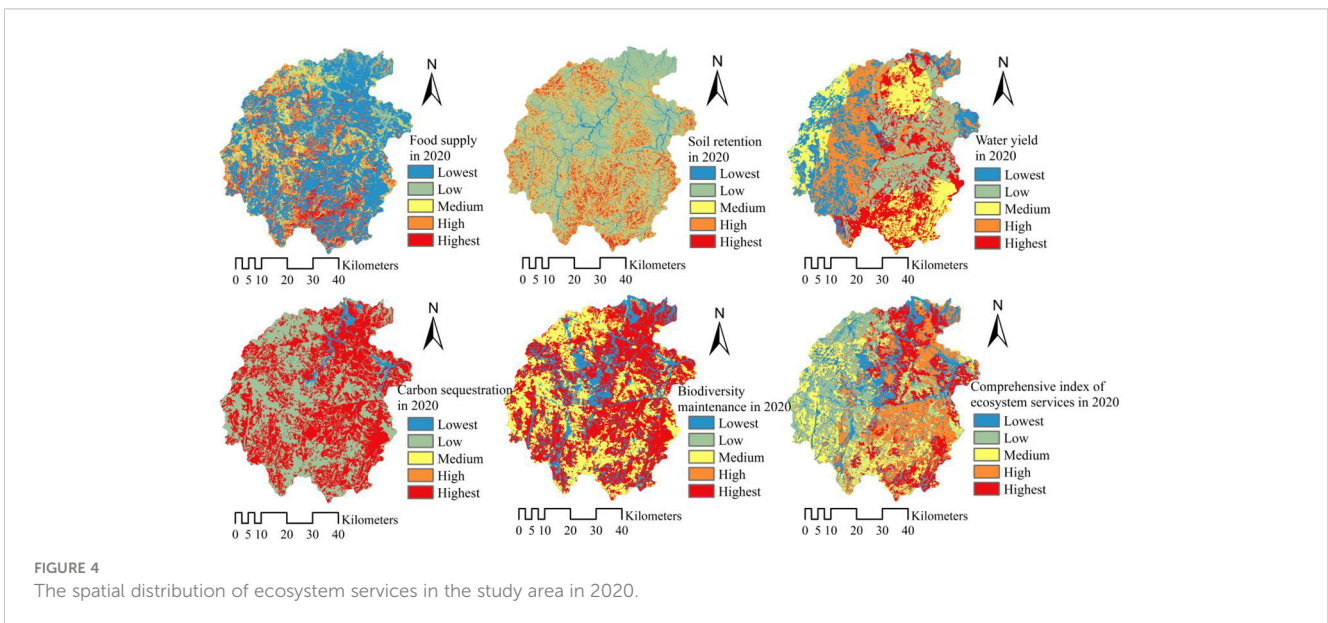 N
Food supply
in 2020
Lowest
Low
Medium
High
Highest
Kilometers
0 5 10 20 30 40
N
Soil retention
in 2020
Lowest
Low
Medium
High
Highest
Kilometers
0 5 10 20 30 40
N
Water yield
in 2020
Lowest
Low
Medium
High
Highest
Kilometers
0 5 10 20 30 40
N
Carbon sequestration
in 2020
Lowest
Low
Medium
High
Highest
Kilometers
0 5 10 20 30 40
N
Biodiversity
maintenance in 2020
Lowest
Low
Medium
High
Highest
Kilometers
0 5 10 20 30 40
N
Comprehensive index of
ecosystem services in 2020
Lowest
Low
Medium
High
Highest
Kilometers
0 5 10 20 30 40
FIGURE 4
The spatial distribution of ecosystem services in the study area in 2020.